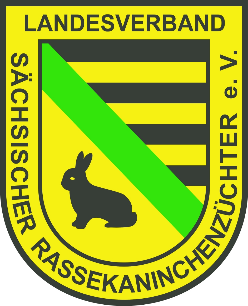 LANDESVERBAND
SÄCHSISCHER RASSEKANINCHENZÜCHTER e. V.